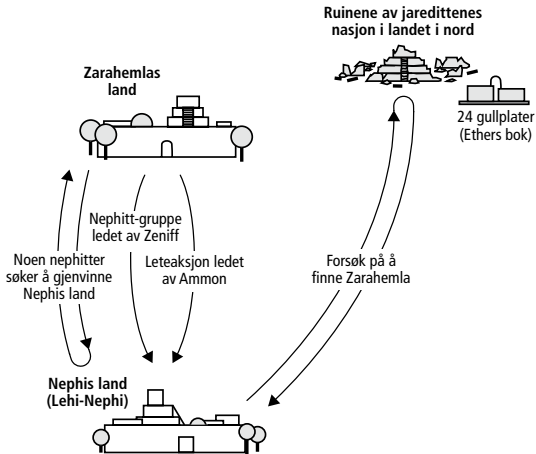 Ruinene av jaredittenes
nasjon i landet i nord
Zarahemlas
land
24 gullplater
(Ethers bok)
Nephitt-gruppe
ledet av Zeniff
Noen nephitter
søker å gjenvinne
Nephis land
Leteaksjon ledet
av Ammon
Forsøk på å
finne Zarahemla
Nephis land
(Lehi-Nephi)